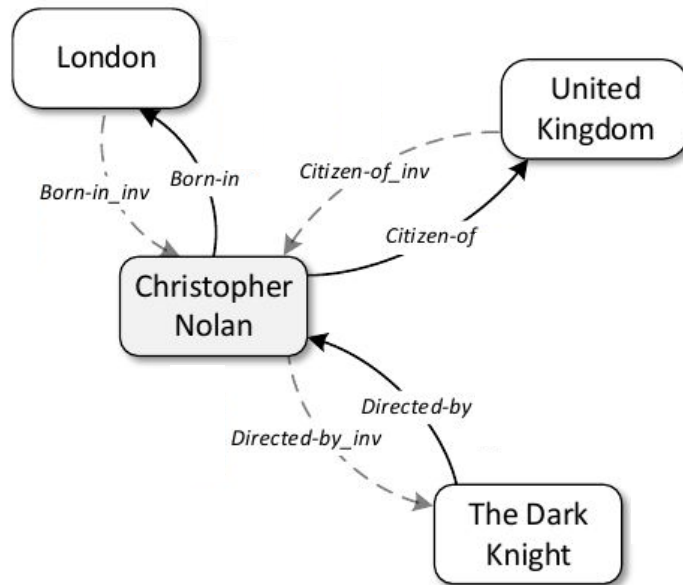 London
United
Kingdom
Born-in
Citizen-of_inv
Born-in_inv
Citizen-of
Christopher
Nolan
Directed-by
Directed-by_inv
The Dark
Knight